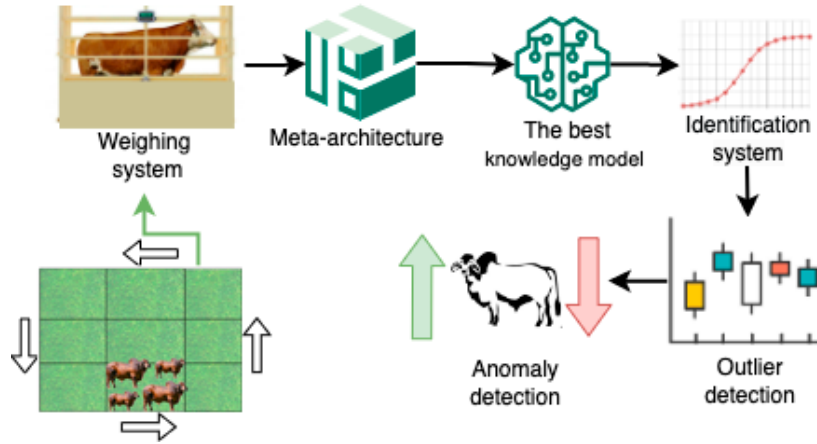 Weighing
system
Meta-architecture
The best
knowledge model
Identification
system
Anomaly
detection
Outlier
detection